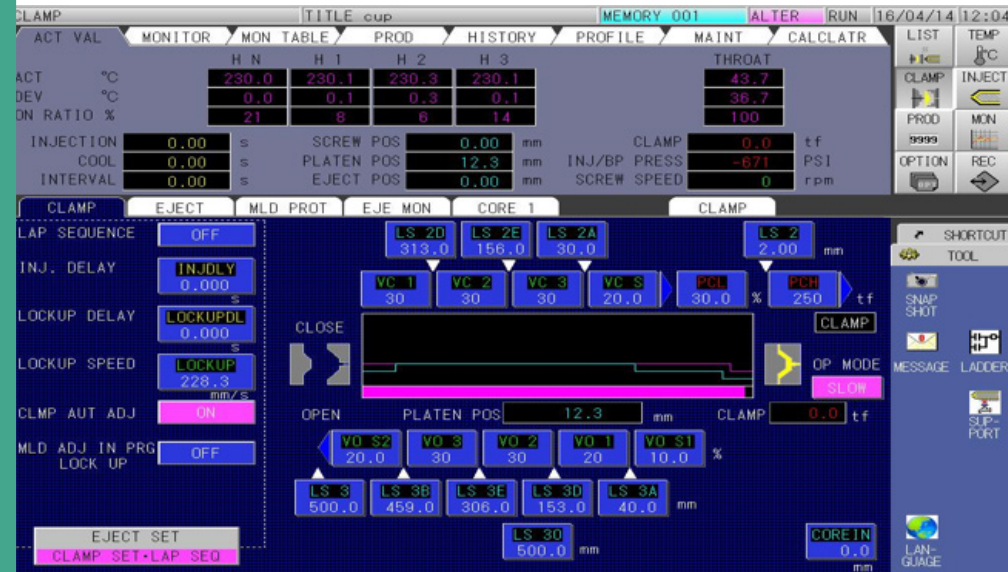 CLAMP TITLE cup MEMORY 001 ALTER RUN 16/04/14 12:04
ACT VAL MONITOR MON TABLE PROD HISTORY PROFILE MAINT CALCLATR LIST TEMP
H N H 1 H 2 H 3 THROAT °C
ACT °C 230.0 230.1 230.3 230.1 43.7 CLAMP INJECT
DEV °C 0.0 0.1 0.3 0.1 36.7
ON RATIO % 21 8 6 14 100 PROD MON
INJECTION 0.00 s SCREW POS 0.00 mm CLAMP 0.0 tf 9999
COOL 0.00 s PLATEN POS 12.3 mm INJ/BP PRESS -671 PSI OPTION REC
INTERVAL 0.00 s EJECT POS 0.00 mm SCREW SPEED 0 rpm
CLAMP EJECT MLD PROT EJE MON CORE 1 CLAMP
LAP SEQUENCE OFF LS 2D LS 2E LS 2A LS 2 SHORTCUT
313.0 156.0 30.0 2.00 mm TOOL
INJ. DELAY INJDLY VC 1 VC 2 VC 3 VC S PCL PCH SNAP
0.000 30 30 30 20.0 30.0 % 250 tf SHOT
s
LOCKUP DELAY LOCKUPDL CLOSE CLAMP
0.000
s
LOCKUP SPEED LOCKUP OP MODE MESSAGE LADDER
228.3 SLOW
mm/s
CLMP AUT ADJ ON OPEN PLATEN POS 12.3 mm CLAMP 0.0 tf SUP-
PORT
MLD ADJ IN PRG OFF VO S2 VO 3 VO 2 VO 1 VO S1
LOCK UP 20.0 30 30 20 10.0 %
LS 3 LS 3B LS 3E LS 3D LS 3A
500.0 459.0 306.0 153.0 40.0 mm
EJECT SET LS 30 COREIN
CLAMP SET・LAP SEQ 500.0 mm 0.0 LAN-
mm GUAGE